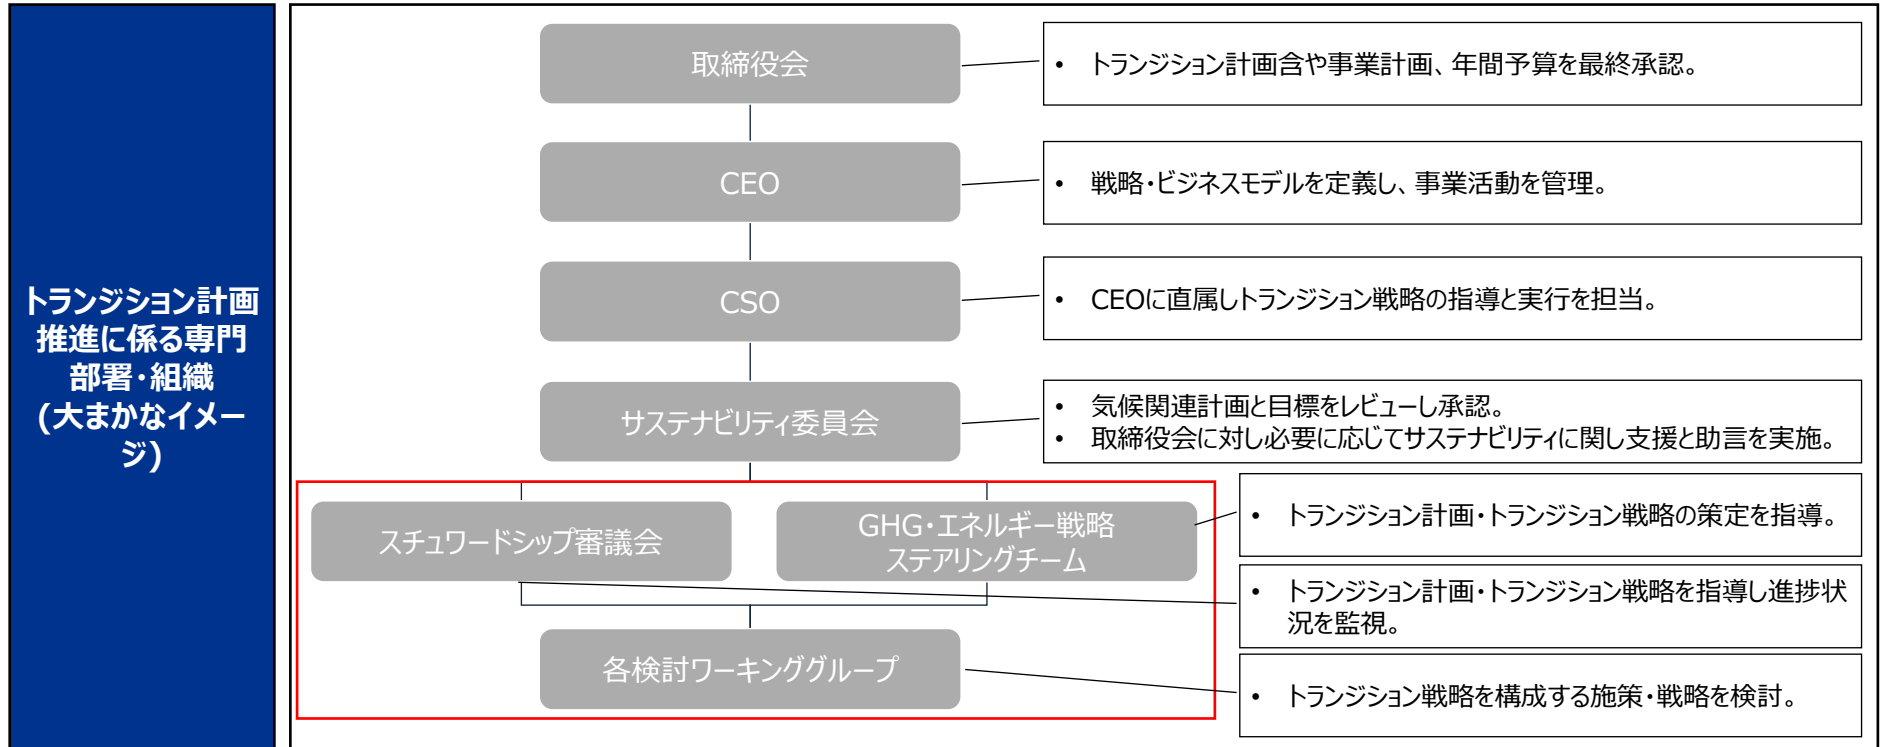 トランジション計画
推進に係る専門
部署・組織
(大まかなイメー
ジ)
取締役会
• トランジション計画含や事業計画、年間予算を最終承認。
CEO
• 戦略・ビジネスモデルを定義し、事業活動を管理。
CSO
• CEOに直属しトランジション戦略の指導と実行を担当。
サステナビリティ委員会
• 気候関連計画と目標をレビューし承認。
• 取締役会に対し必要に応じてサステナビリティに関し支援と助言を実施。
スチュワードシップ審議会
GHG・エネルギー戦略
ステアリングチーム
• トランジション計画・トランジション戦略の策定を指導。
• トランジション計画・トランジション戦略を指導し進捗状
況を監視。
各検討ワーキンググループ
• トランジション戦略を構成する施策・戦略を検討。